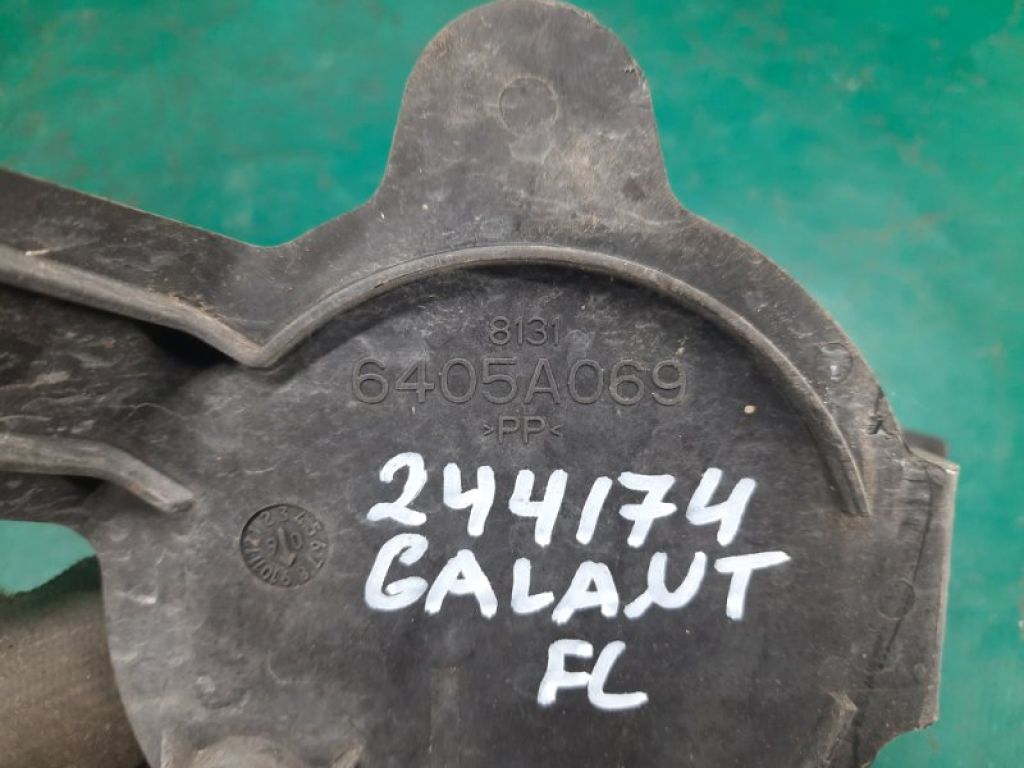 8131
6405A069
>PP<
244174
GALANT
FL